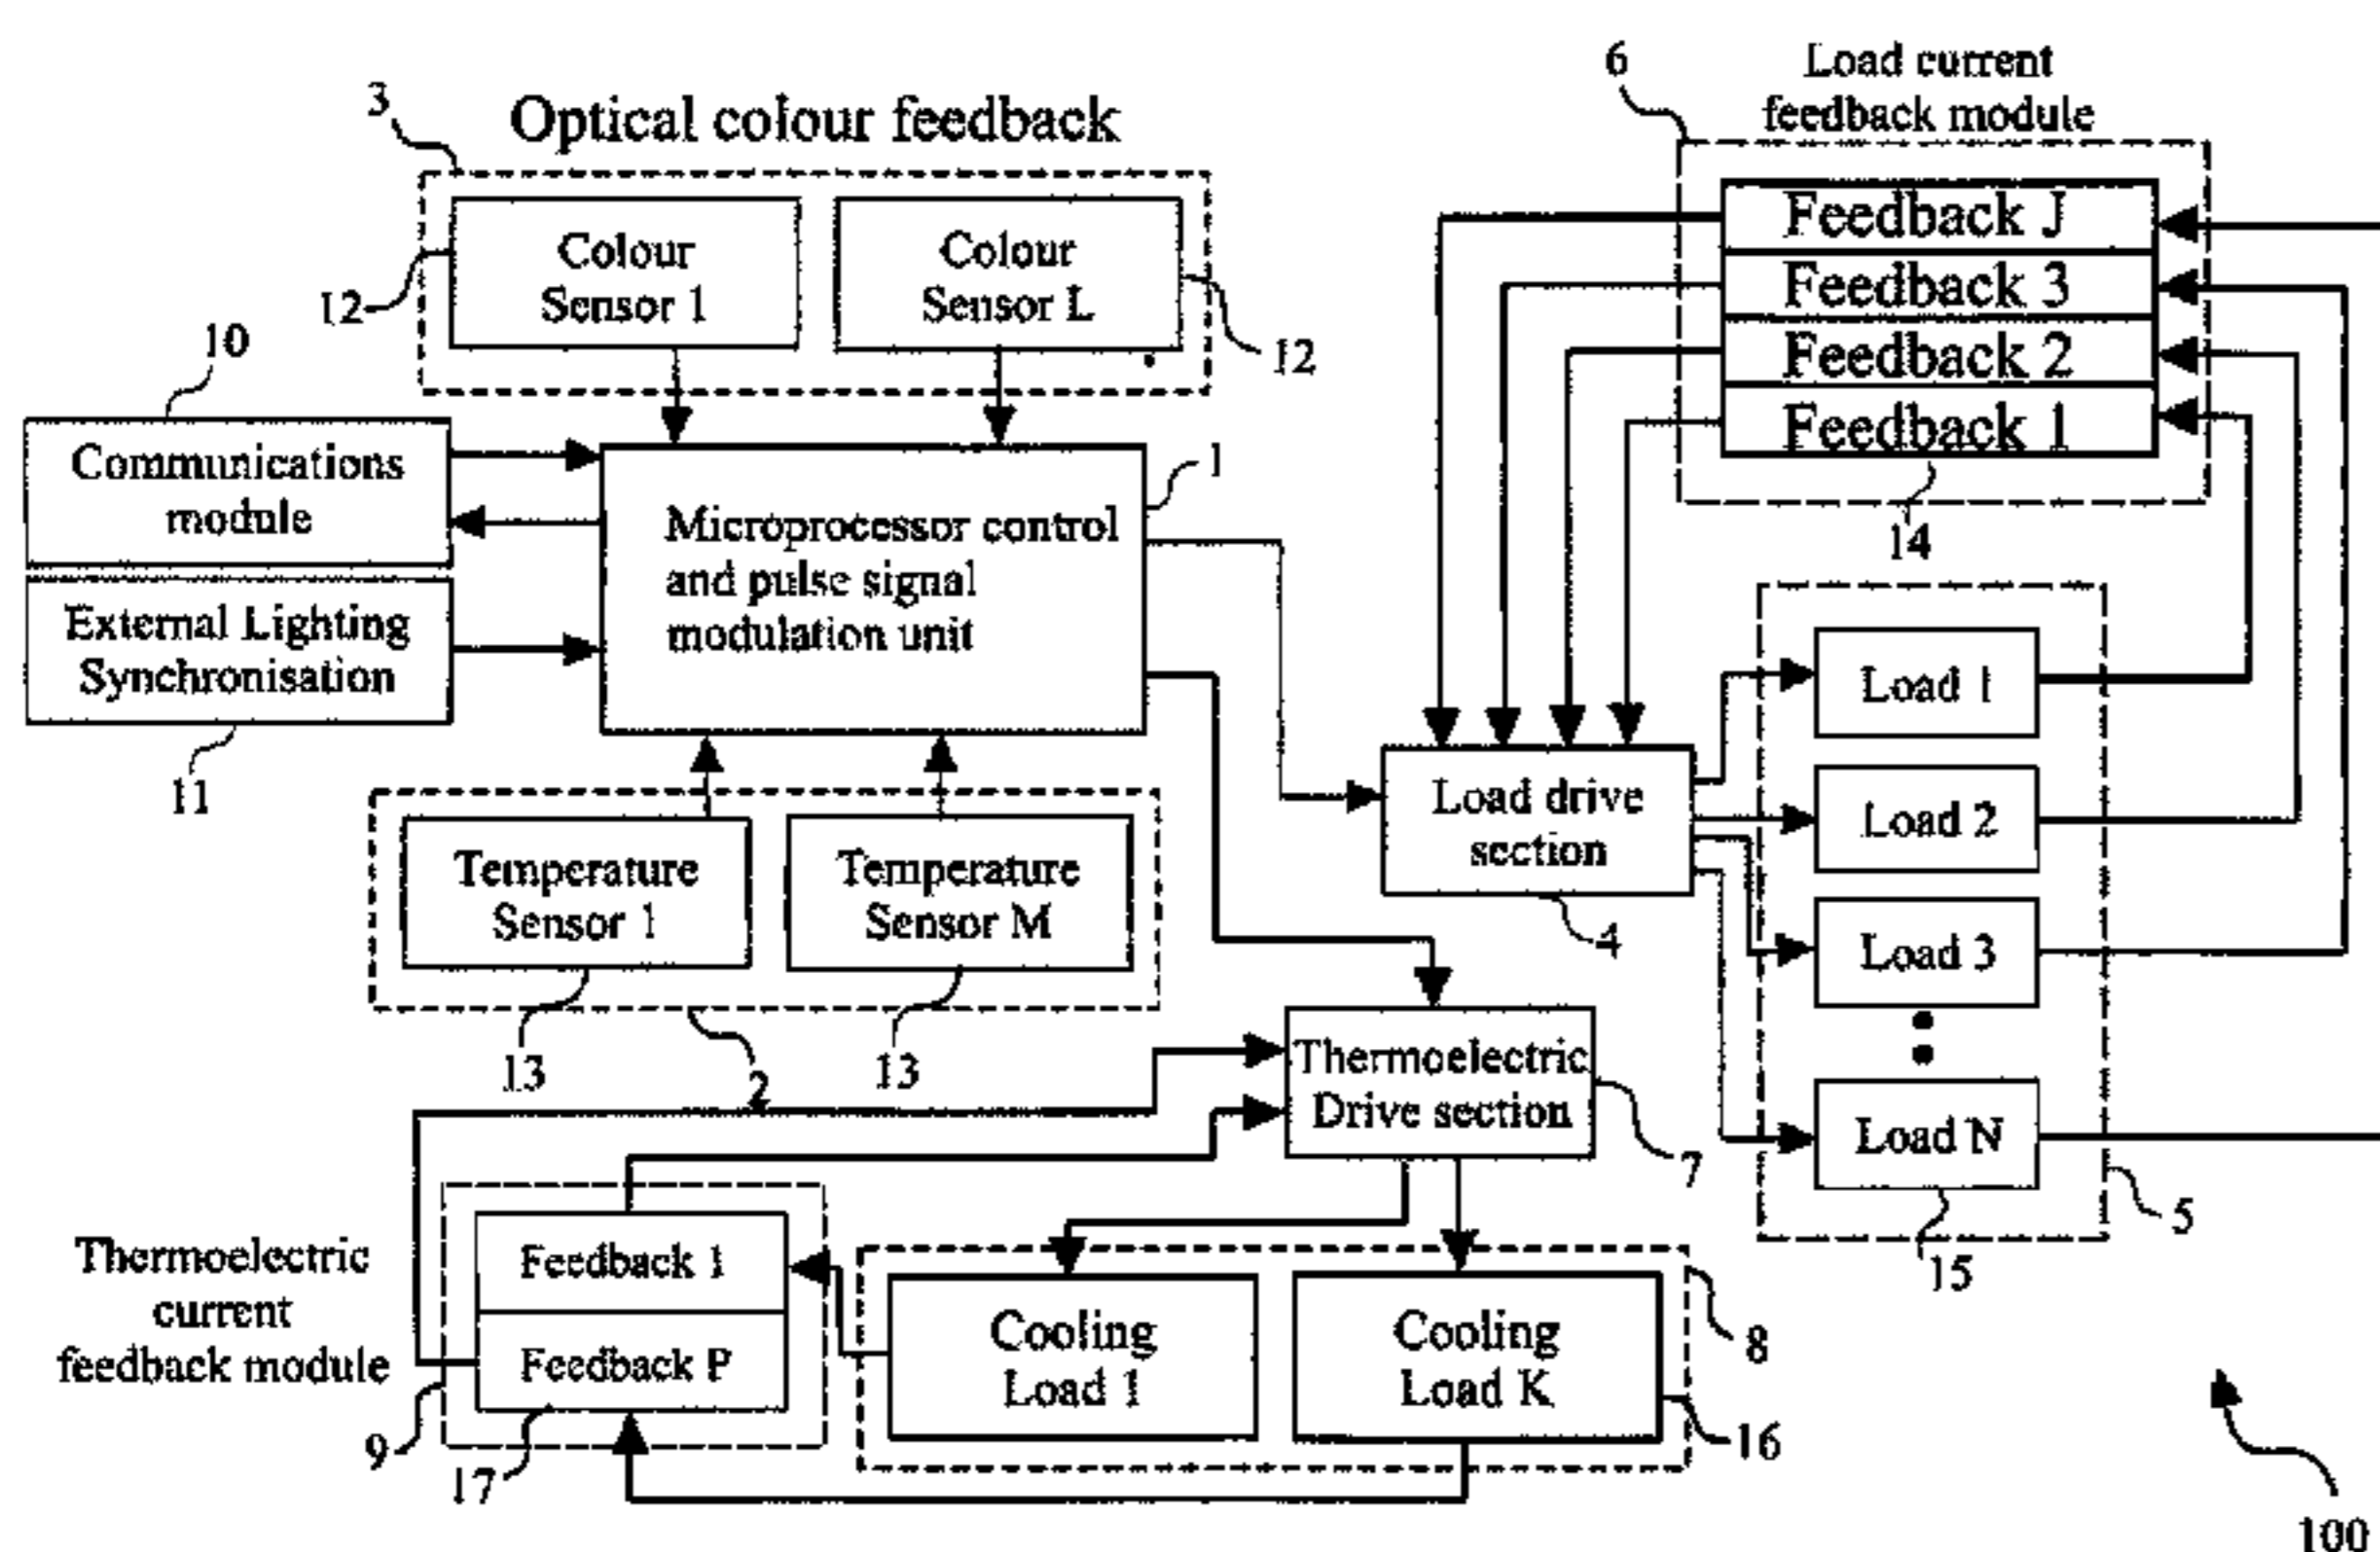 6
Load current
feedback module
3
Optical colour feedback
Feedback J
Feedback 3
Feedback 2
Feedback 1
14
Colour
Sensor 1
Colour
Sensor L
12
12
10
Communications
module
External Lighting
Synchronisation
11
1
Microprocessor control
and pulse signal
modulation unit
Load 1
Load 2
Load 3
Load N
15
5
Load drive
section
4
Temperature
Sensor 1
Temperature
Sensor M
13
2
13
Thermoelectric
Drive section
7
Thermoelectric
current
feedback module
Feedback 1
Feedback P
9
17
Cooling
Load 1
Cooling
Load K
8
16
100